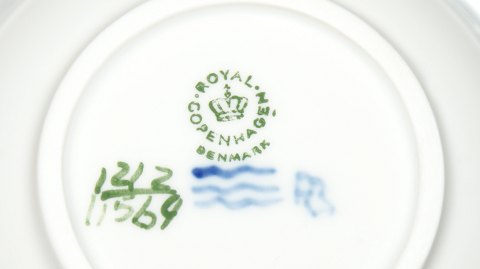 ROYAL
COPENHAGEN
DENMARK
1212
11569